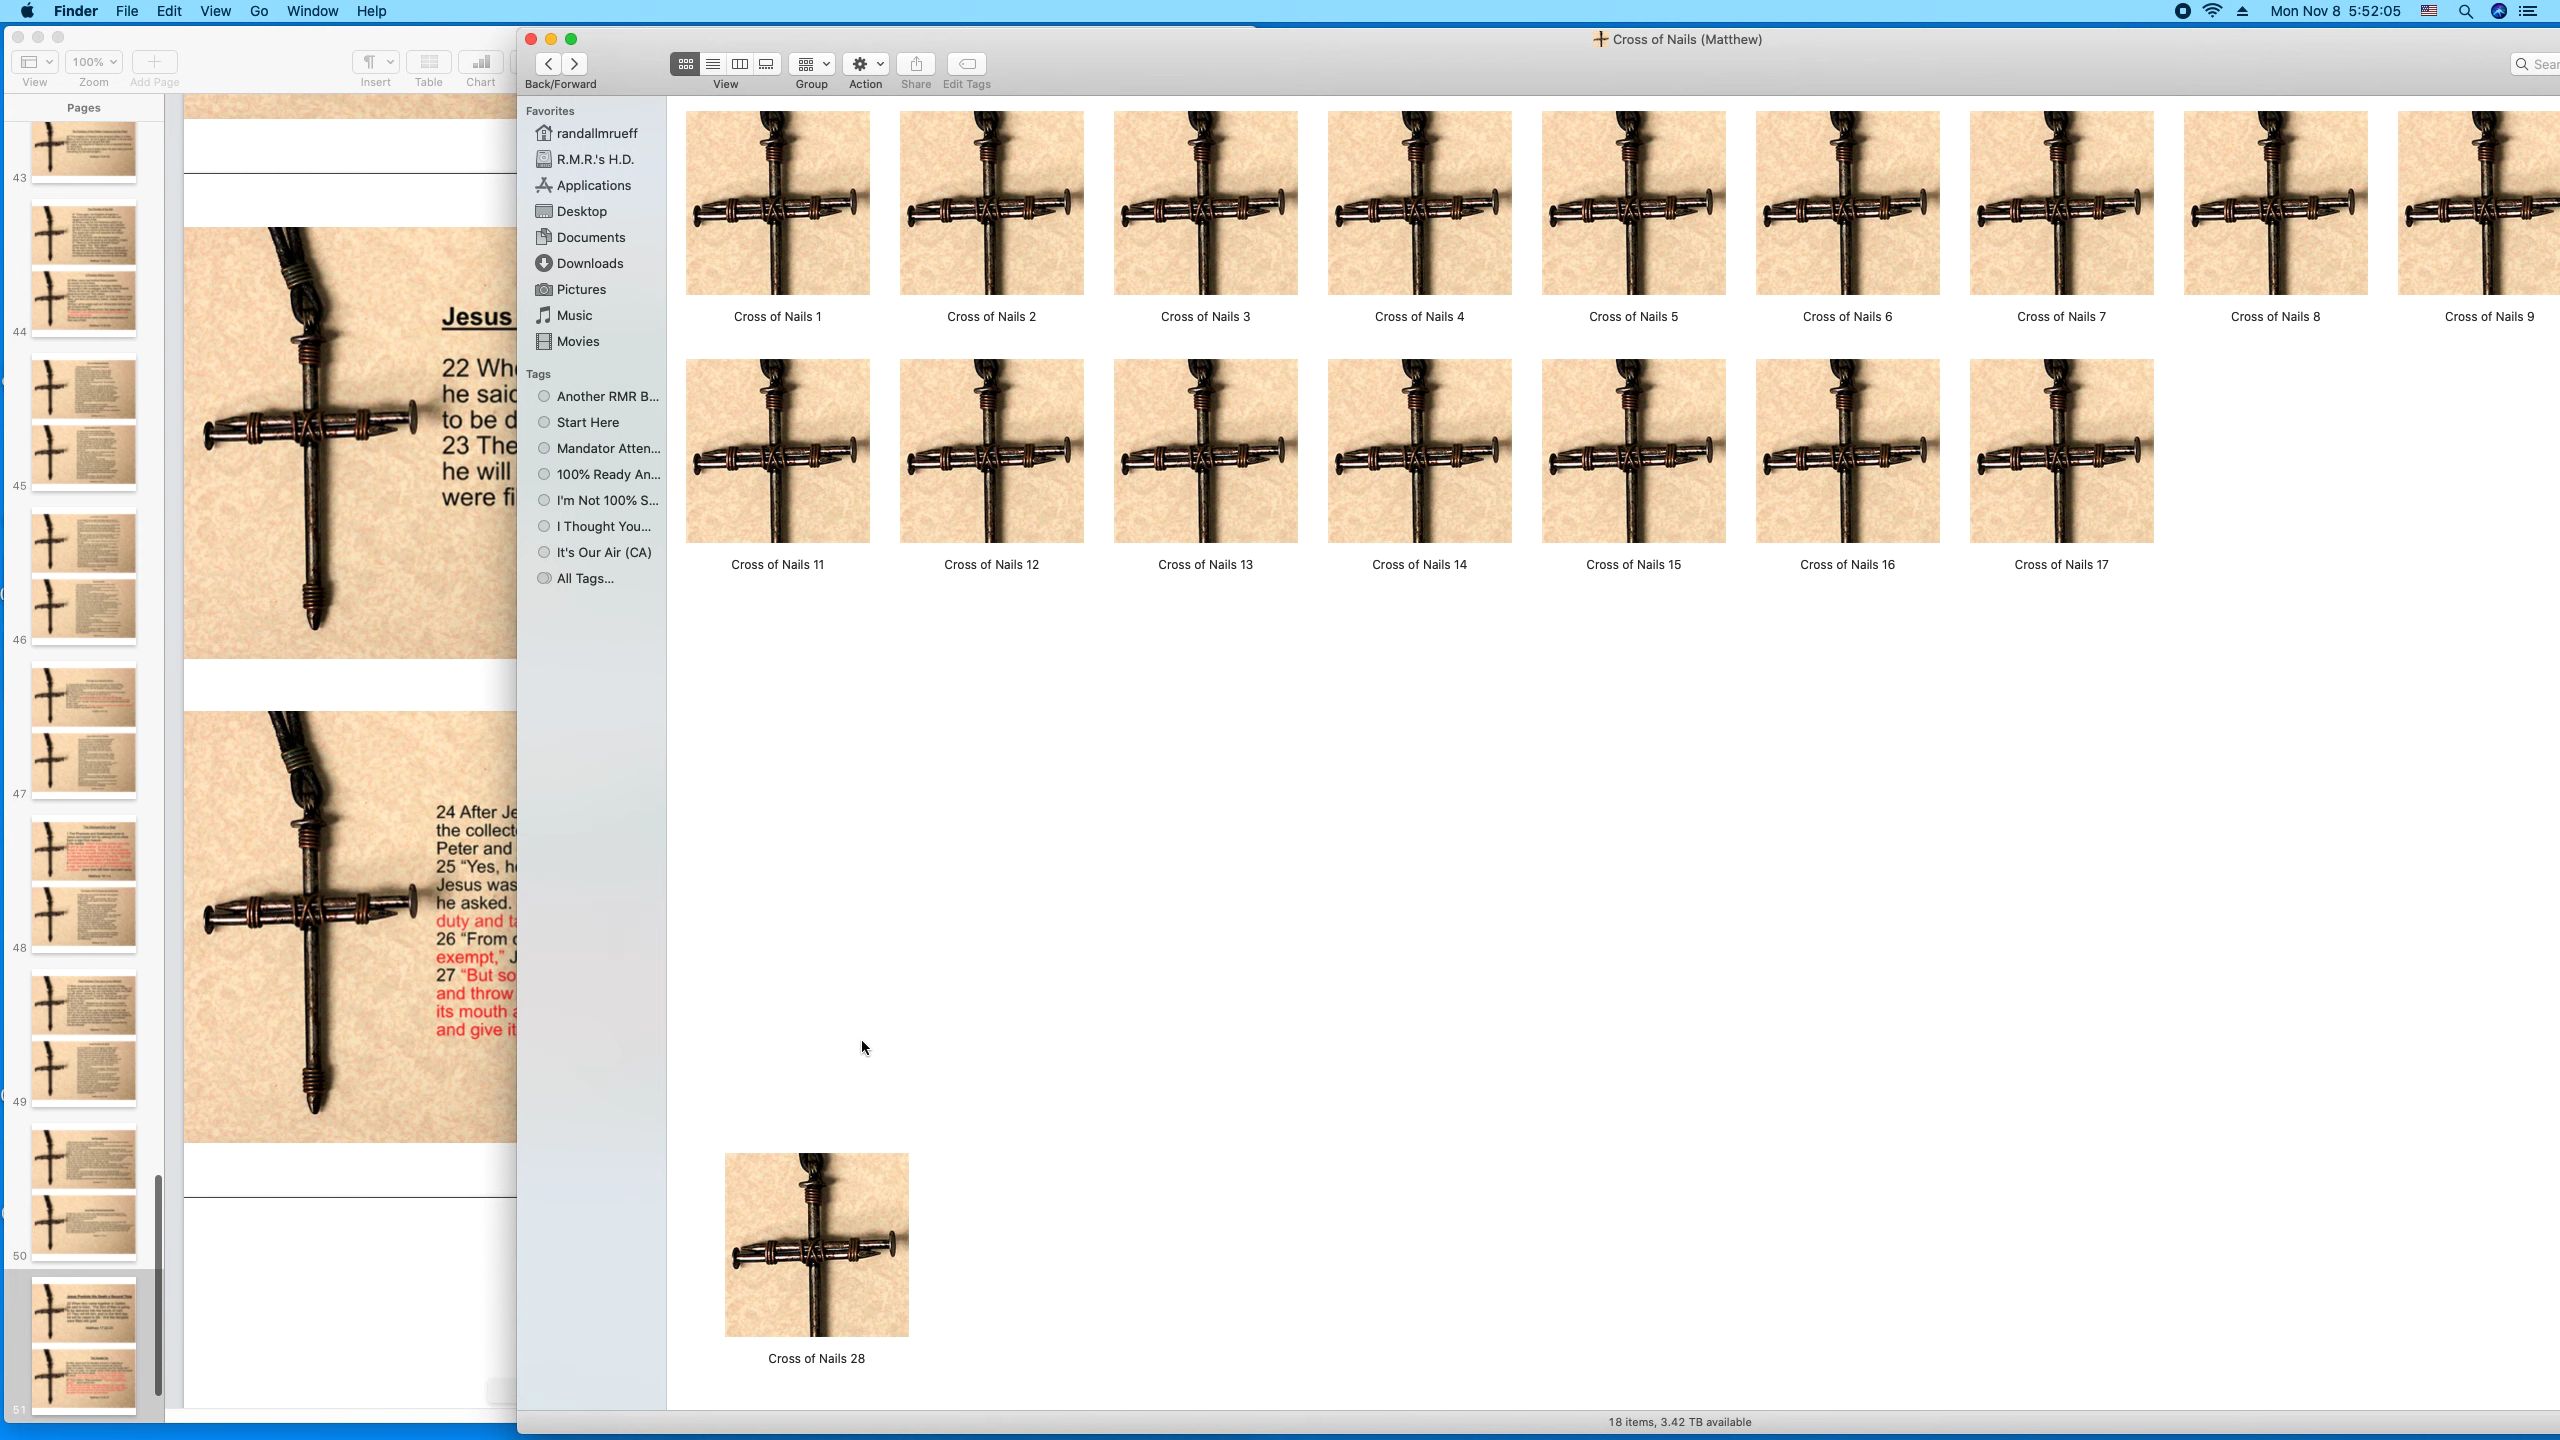 Finder File Edit View Go Window Help
Mon Nov 8 5:52:05
100%
View Zoom Add Page Insert Table Chart
Pages
43
44
45
46
47
48
49
50
51
Jesus
22 Whe
he said
to be d
23 The
he will
were fi
24 After Je
the collect
Peter and
25 “Yes, he
Jesus was
he asked.
duty and ta
26 “From o
exempt,” J
27 “But so
and throw
its mouth a
and give it
Cross of Nails (Matthew)
Back/Forward View Group Action Share Edit Tags
Sear
Favorites
randallmrueff
R.M.R.'s H.D.
Applications
Desktop
Documents
Downloads
Pictures
Music
Movies
Tags
Another RMR B...
Start Here
Mandator Atten...
100% Ready An...
I'm Not 100% S...
I Thought You...
It's Our Air (CA)
All Tags...
Cross of Nails 1
Cross of Nails 2
Cross of Nails 3
Cross of Nails 4
Cross of Nails 5
Cross of Nails 6
Cross of Nails 7
Cross of Nails 8
Cross of Nails 9
Cross of Nails 11
Cross of Nails 12
Cross of Nails 13
Cross of Nails 14
Cross of Nails 15
Cross of Nails 16
Cross of Nails 17
Cross of Nails 28
18 items, 3.42 TB available